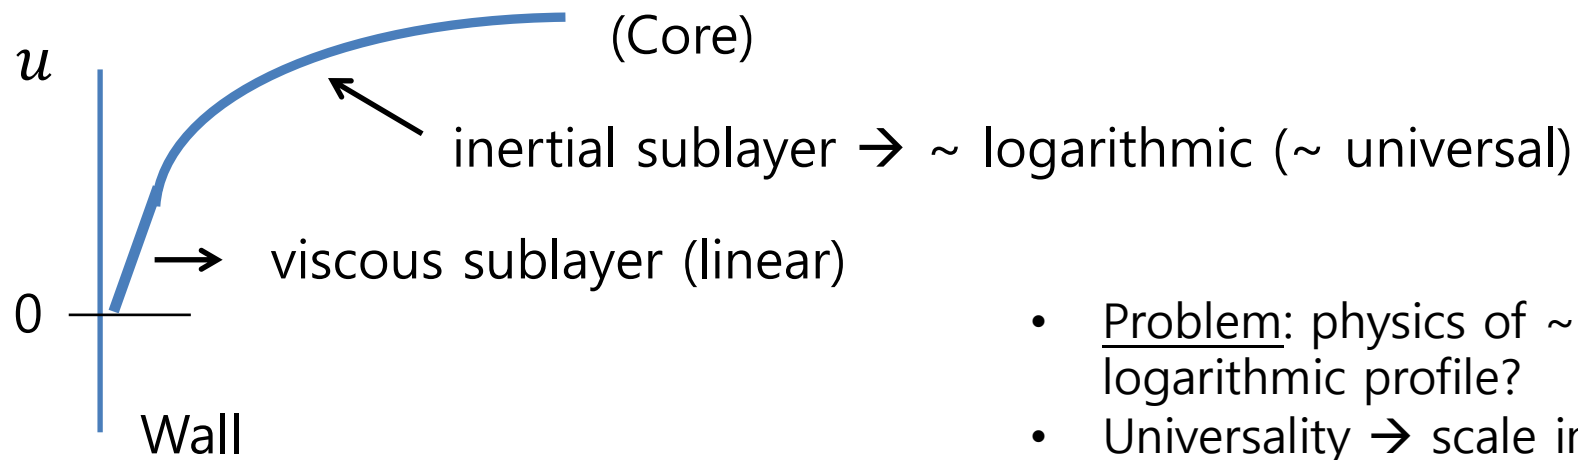 (Core)
u
inertial sublayer → ~ logarithmic (~ universal)
viscous sublayer (linear)
0
• Problem: physics of ~
logarithmic profile?
Wall
• Universality → scale